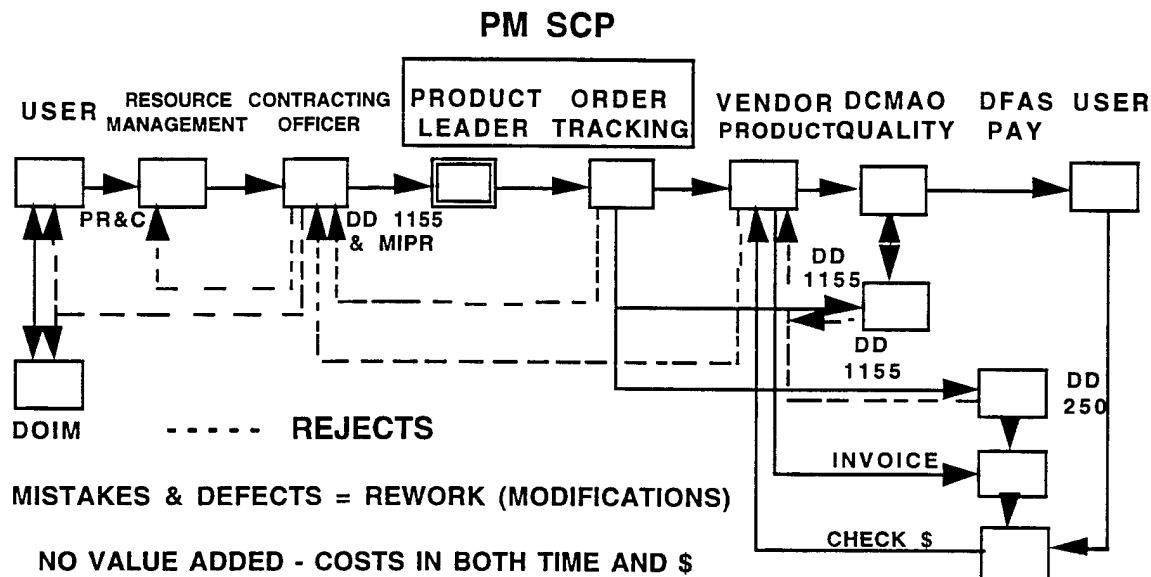 PM SCP
USER
RESOURCE
MANAGEMENT
CONTRACTING
OFFICER
PRODUCT
LEADER
ORDER
TRACKING
VENDOR
PRODUCT
DCMAO
QUALITY
DFAS
PAY
USER
PR&C
DD 1155
& MIPR
DD
1155
DD
1155
DD
250
DOIM
----- REJECTS
INVOICE
MISTAKES & DEFECTS = REWORK (MODIFICATIONS)
CHECK $
NO VALUE ADDED - COSTS IN BOTH TIME AND $